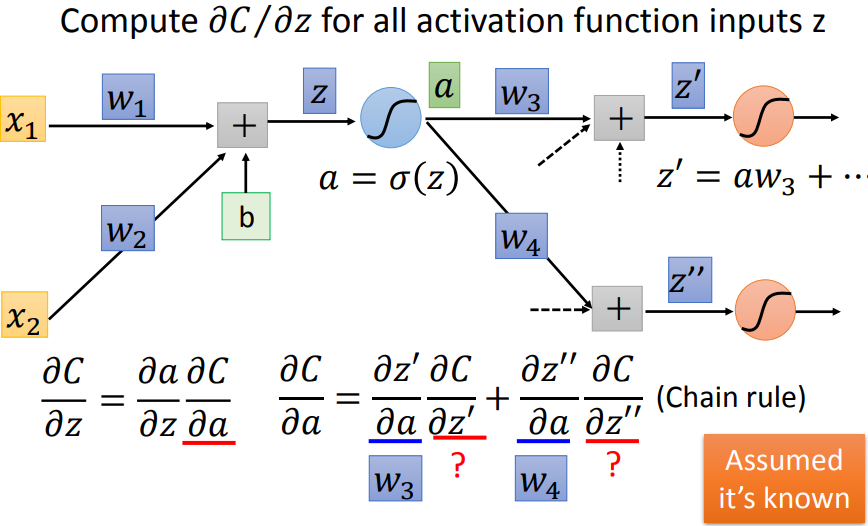 Compute ∂C/∂z for all activation function inputs z
x₁
w₁
+
z
a
w₃
+
z′
a = σ(z)
z′ = aw₃ + ⋯
b
w₂
w₄
x₂
+
z′′
∂C/∂z = ∂a/∂z ∂C/∂a
∂C/∂a = ∂z′/∂a ∂C/∂z′ + ∂z′′/∂a ∂C/∂z′′ (Chain rule)
w₃ ? w₄ ?
Assumed
it's known